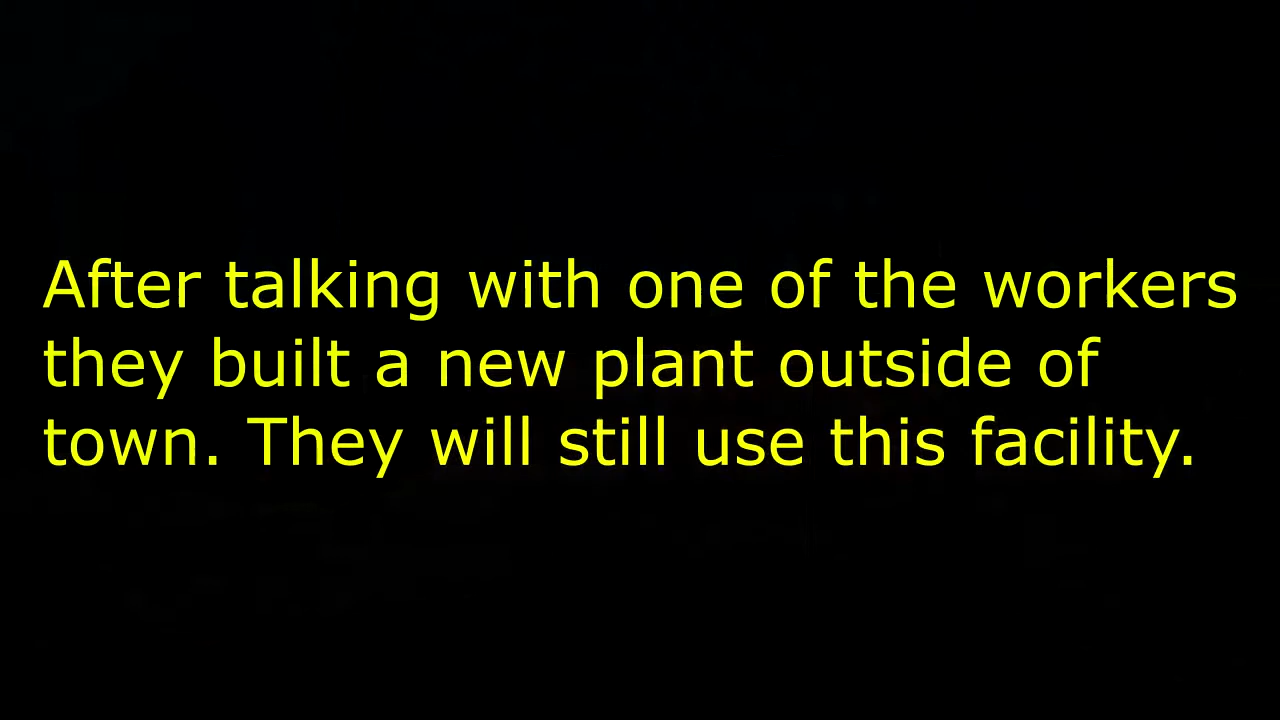 After talking with one of the workers
they built a new plant outside of
town. They will still use this facility.